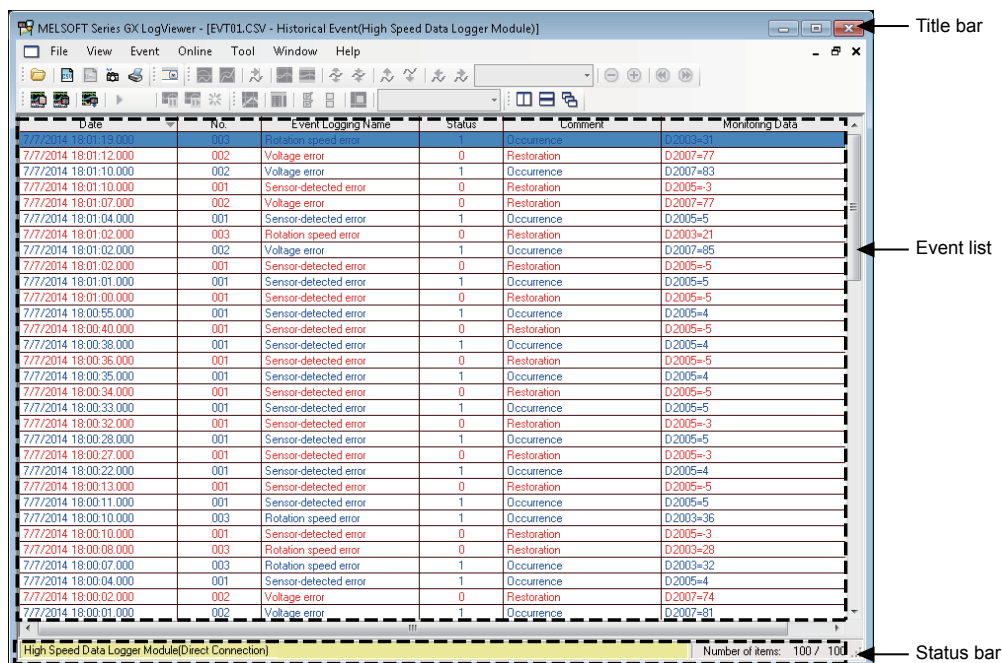 MELSOFT Series GX LogViewer - [EVT01.CSV - Historical Event(High Speed Data Logger Module)]
Title bar
File View Event Online Tool Window Help
Date No. Event Logging Name Status Comment Monitoring Data
7/7/2014 18:01:19.000 003 Rotation speed error 1 Occurrence D2003=31
7/7/2014 18:01:12.000 002 Voltage error 0 Restoration D2007=77
7/7/2014 18:01:10.000 002 Voltage error 1 Occurrence D2007=83
7/7/2014 18:01:10.000 001 Sensor-detected error 0 Restoration D2005=-3
7/7/2014 18:01:07.000 002 Voltage error 0 Restoration D2007=77
7/7/2014 18:01:04.000 001 Sensor-detected error 1 Occurrence D2005=5
7/7/2014 18:01:02.000 003 Rotation speed error 0 Restoration D2003=21
7/7/2014 18:01:02.000 002 Voltage error 1 Occurrence D2007=85
Event list
7/7/2014 18:01:02.000 001 Sensor-detected error 0 Restoration D2005=-5
7/7/2014 18:01:01.000 001 Sensor-detected error 1 Occurrence D2005=5
7/7/2014 18:01:00.000 001 Sensor-detected error 0 Restoration D2005=-5
7/7/2014 18:00:55.000 001 Sensor-detected error 1 Occurrence D2005=4
7/7/2014 18:00:40.000 001 Sensor-detected error 0 Restoration D2005=-5
7/7/2014 18:00:38.000 001 Sensor-detected error 1 Occurrence D2005=4
7/7/2014 18:00:36.000 001 Sensor-detected error 0 Restoration D2005=-5
7/7/2014 18:00:35.000 001 Sensor-detected error 1 Occurrence D2005=4
7/7/2014 18:00:34.000 001 Sensor-detected error 0 Restoration D2005=-5
7/7/2014 18:00:33.000 001 Sensor-detected error 1 Occurrence D2005=5
7/7/2014 18:00:32.000 001 Sensor-detected error 0 Restoration D2005=-3
7/7/2014 18:00:28.000 001 Sensor-detected error 1 Occurrence D2005=5
7/7/2014 18:00:27.000 001 Sensor-detected error 0 Restoration D2005=-3
7/7/2014 18:00:22.000 001 Sensor-detected error 1 Occurrence D2005=4
7/7/2014 18:00:13.000 001 Sensor-detected error 0 Restoration D2005=-5
7/7/2014 18:00:11.000 001 Sensor-detected error 1 Occurrence D2005=5
7/7/2014 18:00:10.000 003 Rotation speed error 1 Occurrence D2003=36
7/7/2014 18:00:10.000 001 Sensor-detected error 0 Restoration D2005=-3
7/7/2014 18:00:08.000 003 Rotation speed error 0 Restoration D2003=28
7/7/2014 18:00:07.000 003 Rotation speed error 1 Occurrence D2003=32
7/7/2014 18:00:04.000 001 Sensor-detected error 1 Occurrence D2005=4
7/7/2014 18:00:02.000 002 Voltage error 0 Restoration D2007=74
7/7/2014 18:00:01.000 002 Voltage error 1 Occurrence D2007=81
High Speed Data Logger Module(Direct Connection) Number of items: 100 / 100
Status bar